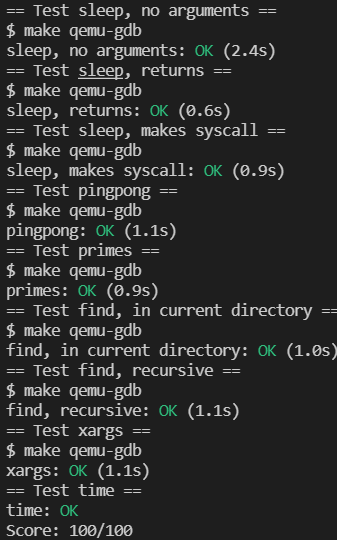 == Test sleep, no arguments ==
$ make qemu-gdb
sleep, no arguments: OK (2.4s)
== Test sleep, returns ==
$ make qemu-gdb
sleep, returns: OK (0.6s)
== Test sleep, makes syscall ==
$ make qemu-gdb
sleep, makes syscall: OK (0.9s)
== Test pingpong ==
$ make qemu-gdb
pingpong: OK (1.1s)
== Test primes ==
$ make qemu-gdb
primes: OK (0.9s)
== Test find, in current directory ==
$ make qemu-gdb
find, in current directory: OK (1.0s)
== Test find, recursive ==
$ make qemu-gdb
find, recursive: OK (1.1s)
== Test xargs ==
$ make qemu-gdb
xargs: OK (1.1s)
== Test time ==
time: OK
Score: 100/100